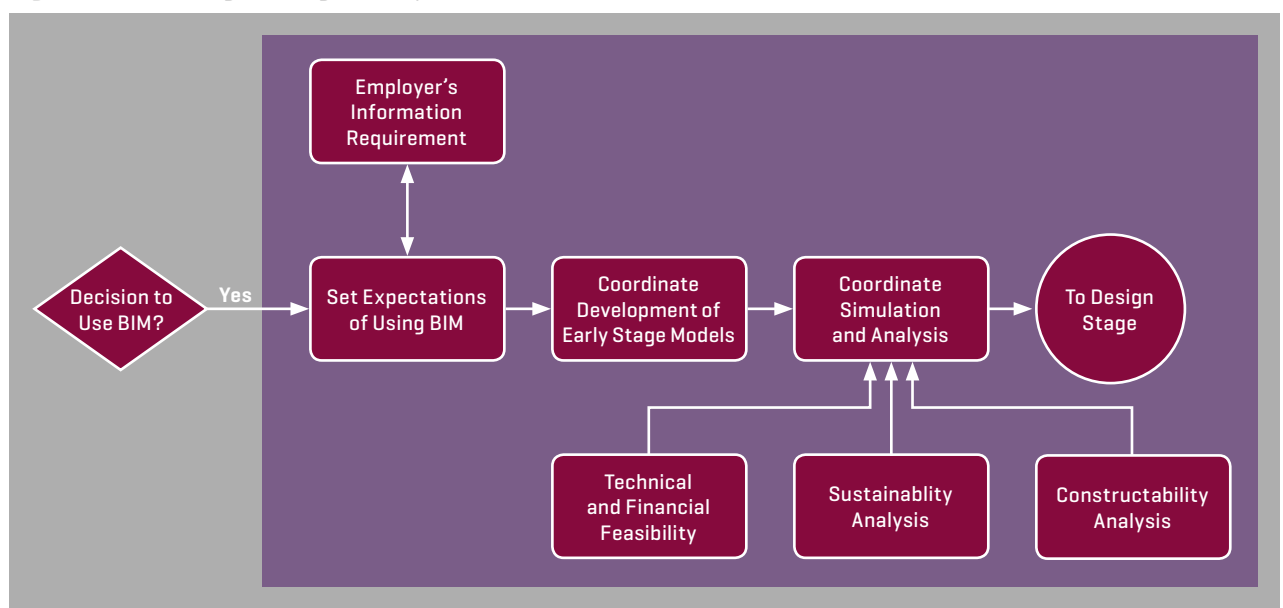 Employer's
Information
Requirement
Decision to
Use BIM?
Yes
Set Expectations
of Using BIM
Coordinate
Development of
Early Stage Models
Coordinate
Simulation
and Analysis
To Design
Stage
Technical
and Financial
Feasibility
Sustainablity
Analysis
Constructability
Analysis